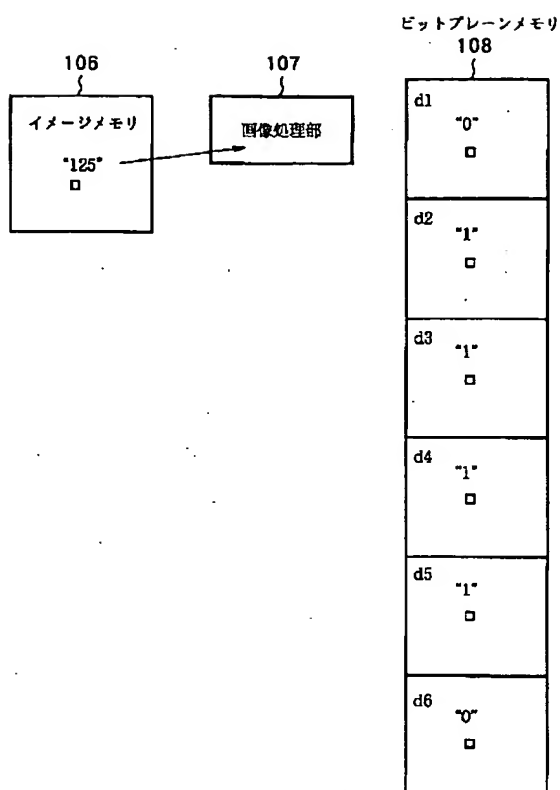 ビットプレーンメモリ
108
106
107
イメージメモリ
"125"
画像処理部
d1
"0"
d2
"1"
d3
"1"
d4
"1"
d5
"1"
d6
"0"